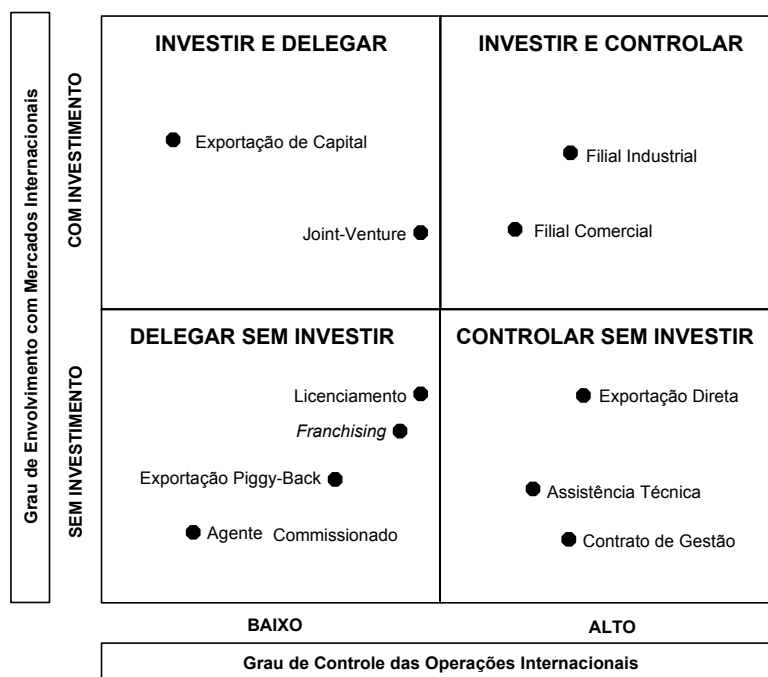 INVESTIR E DELEGAR
INVESTIR E CONTROLAR
Exportação de Capital
Filial Industrial
Joint-Venture
Filial Comercial
DELEGAR SEM INVESTIR
CONTROLAR SEM INVESTIR
Licenciamento
Exportação Direta
Franchising
Exportação Piggy-Back
Assistência Técnica
Agente Commissionado
Contrato de Gestão
Grau de Envolvimento com Mercados Internacionais
COM INVESTIMENTO
SEM INVESTIMENTO
BAIXO
ALTO
Grau de Controle das Operações Internacionais